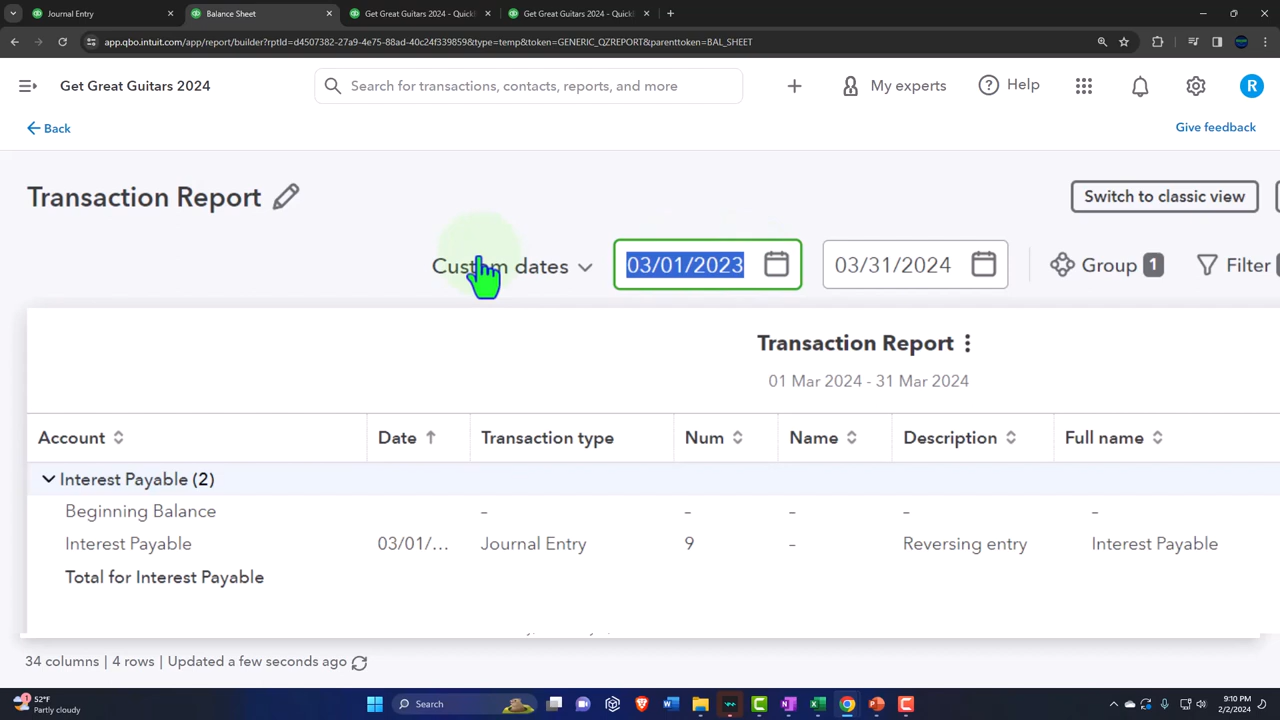 Journal Entry
Balance Sheet
Get Great Guitars 2024 - Quick
Get Great Guitars 2024 - Quick
app.qbo.intuit.com/app/report/builder?rptId=d4507382-27a9-4e75-88ad-40c24f339859&type=temp&token=GENERIC_QZREPORT&parenttoken=BAL_SHEET
Get Great Guitars 2024
Search for transactions, contacts, reports, and more
My experts
Help
R
Back
Give feedback
Transaction Report
Switch to classic view
Custom dates
03/01/2023
03/31/2024
Group 1
Filter
Transaction Report
01 Mar 2024 - 31 Mar 2024
Account Date Transaction type Num Name Description Full name
Interest Payable (2)
Beginning Balance - - - - -
Interest Payable 03/01/... Journal Entry 9 - Reversing entry Interest Payable
Total for Interest Payable
34 columns | 4 rows | Updated a few seconds ago
52°F
Partly cloudy
Search
9:10 PM
2/2/2024